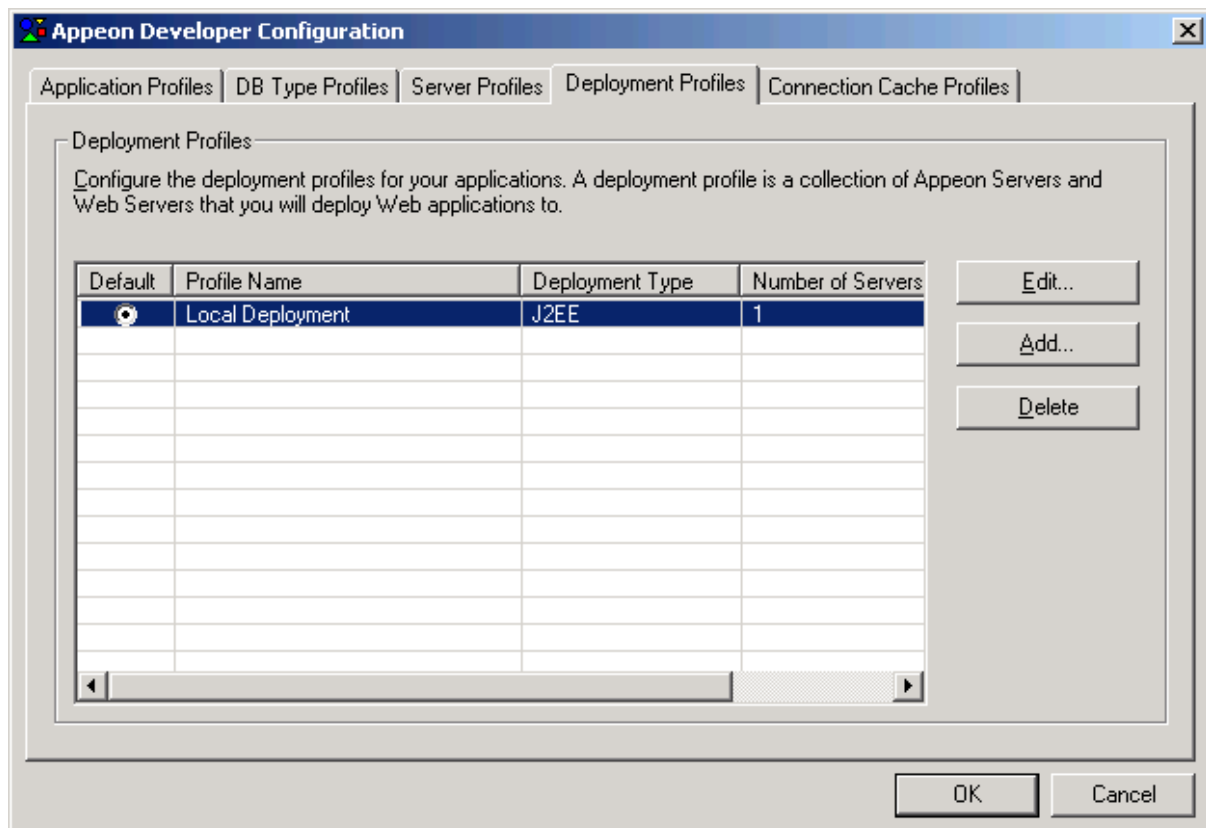 Appeon Developer Configuration
Application Profiles DB Type Profiles Server Profiles Deployment Profiles Connection Cache Profiles
Deployment Profiles
Configure the deployment profiles for your applications. A deployment profile is a collection of Appeon Servers and
Web Servers that you will deploy Web applications to.
Default Profile Name Deployment Type Number of Servers
Local Deployment J2EE 1
Edit...
Add...
Delete
OK Cancel